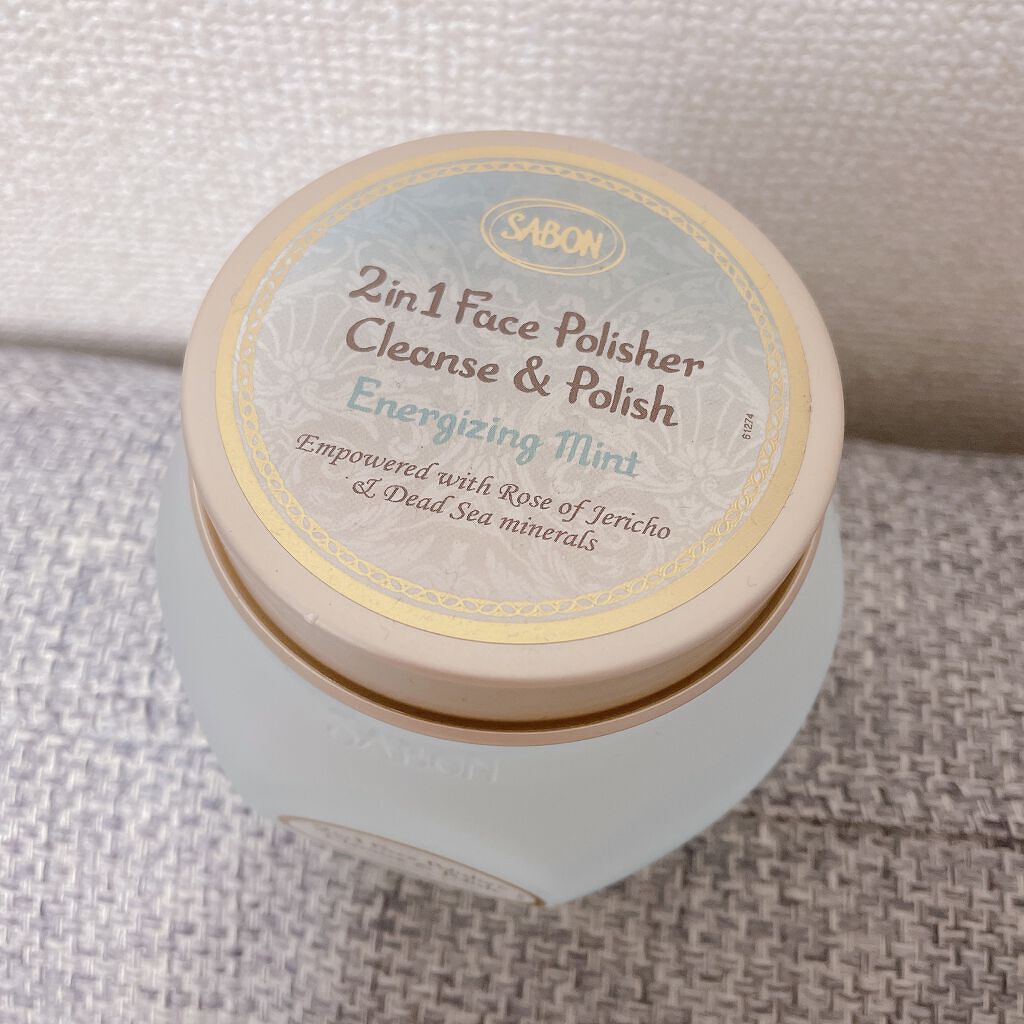 SABON
2in1 Face Polisher
Cleanse & Polish
Energizing Mint
Empowered with Rose of Jericho
& Dead Sea minerals
61274
SABON